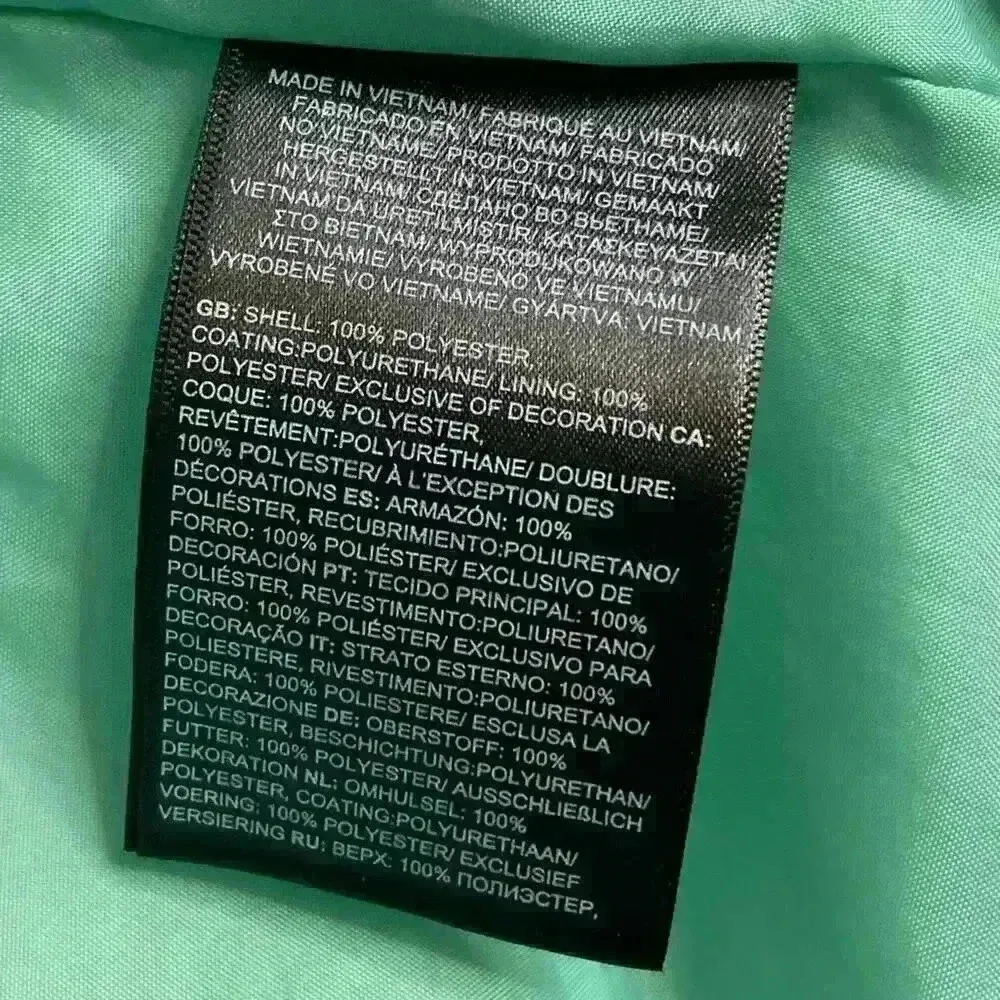 MADE IN VIETNAM/ FABRIQUÉ AU VIETNAM/
FABRICADO EN VIETNAM/ FABRICADO
NO VIETNAME/ PRODOTTO IN VIETNAM/
HERGESTELLT IN VIETNAM/ GEMAAKT
IN VIETNAM/ СДЕЛАНО ВО ВЬЕТНАМЕ/
VIETNAM DA URETILMISTIR/ ΚΑΤΑΣΚΕΥΑΖΕΤΑΙ
ΣΤΟ ΒΙΕΤΝΑΜ/ WYPRODUKOWANO W
WIETNAMIE/ VYROBENO VE VIETNAMU/
VYROBENÉ VO VIETNAME/ GYÁRTVA: VIETNAM
GB: SHELL: 100% POLYESTER,
COATING:POLYURETHANE/ LINING: 100%
POLYESTER/ EXCLUSIVE OF DECORATION CA:
COQUE: 100% POLYESTER,
REVÊTEMENT:POLYURÉTHANE/ DOUBLURE:
100% POLYESTER/ À L'EXCEPTION DES
DÉCORATIONS ES: ARMAZÓN: 100%
POLIÉSTER, RECUBRIMIENTO:POLIURETANO/
FORRO: 100% POLIÉSTER/ EXCLUSIVO DE
DECORACIÓN PT: TECIDO PRINCIPAL: 100%
POLIÉSTER, REVESTIMENTO:POLIURETANO/
FORRO: 100% POLIÉSTER/ EXCLUSIVO PARA
DECORAÇÃO IT: STRATO ESTERNO: 100%
POLIESTERE, RIVESTIMENTO:POLIURETANO/
FODERA: 100% POLIESTERE/ ESCLUSA LA
DECORAZIONE DE: OBERSTOFF: 100%
POLYESTER, BESCHICHTUNG:POLYURETHAN/
FUTTER: 100% POLYESTER/ AUSSCHLIEßLICH
DEKORATION NL: OMHULSEL: 100%
POLYESTER, COATING:POLYURETHAAN/
VOERING: 100% POLYESTER/ EXCLUSIEF
VERSIERING RU: ВЕРХ: 100% ПОЛИЭСТЕР,